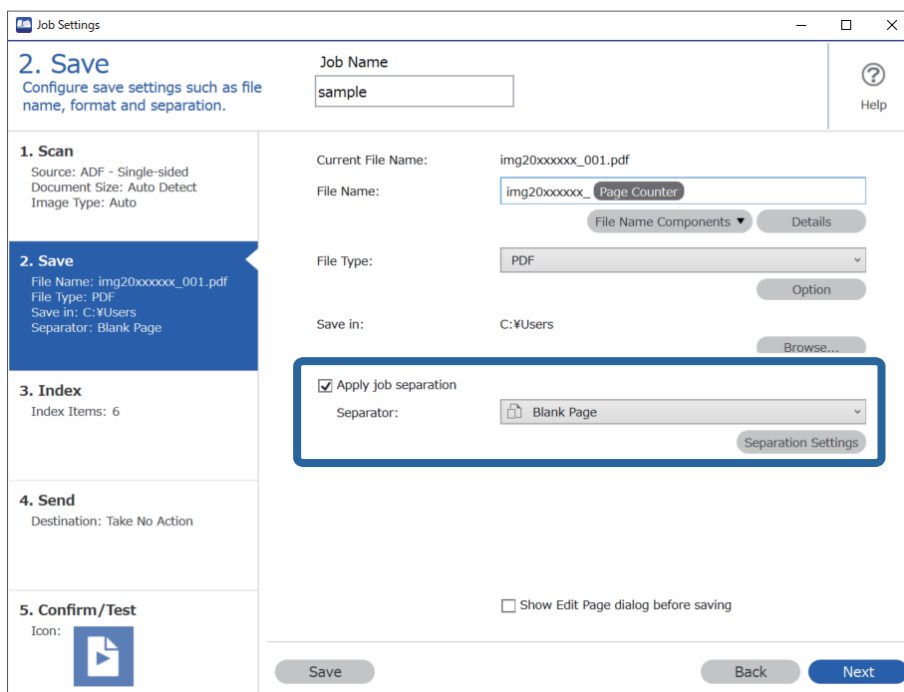 Job Settings
2. Save
Configure save settings such as file
name, format and separation.
Job Name
sample
Help
1. Scan
Source: ADF - Single-sided
Document Size: Auto Detect
Image Type: Auto
2. Save
File Name: img20xxxxxx_001.pdf
File Type: PDF
Save in: C:¥Users
Separator: Blank Page
3. Index
Index Items: 6
4. Send
Destination: Take No Action
5. Confirm/Test
Icon:
Current File Name: img20xxxxxx_001.pdf
File Name: img20xxxxxx_ Page Counter
File Name Components ▼ Details
File Type: PDF
Option
Save in: C:¥Users
Browse...
Apply job separation
Separator: Blank Page
Separation Settings
Show Edit Page dialog before saving
Save Back Next